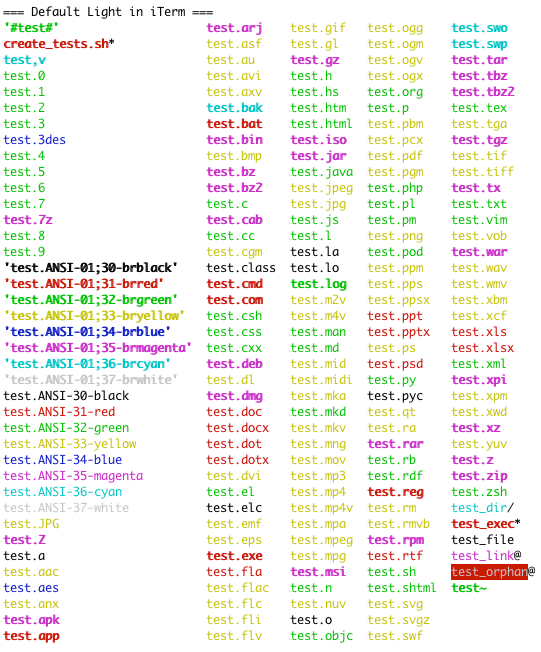 === Default Light in iTerm ===
'#test#' test.arj test.gif test.ogg test.swo
create_tests.sh* test.asf test.gl test.ogm test.swp
test,v test.au test.gz test.ogv test.tar
test.0 test.avi test.h test.ogx test.tbz
test.1 test.axv test.hs test.org test.tbz2
test.2 test.bak test.htm test.p test.tex
test.3 test.bat test.html test.pbm test.tga
test.3des test.bin test.iso test.pcx test.tgz
test.4 test.bmp test.jar test.pdf test.tif
test.5 test.bz test.java test.pgm test.tiff
test.6 test.bz2 test.jpeg test.php test.tx
test.7 test.c test.jpg test.pl test.txt
test.7z test.cab test.js test.pm test.vim
test.8 test.cc test.l test.png test.vob
test.9 test.cgm test.la test.pod test.war
'test.ANSI-01;30-brblack' test.class test.lo test.ppm test.wav
'test.ANSI-01;31-brred' test.cmd test.log test.pps test.wmv
'test.ANSI-01;32-brgreen' test.com test.m2v test.ppsx test.xbm
'test.ANSI-01;33-bryellow' test.csh test.m4v test.ppt test.xcf
'test.ANSI-01;34-brblue' test.css test.man test.pptx test.xls
'test.ANSI-01;35-brmagenta' test.cxx test.md test.ps test.xlsx
'test.ANSI-01;36-brcyan' test.deb test.mid test.psd test.xml
'test.ANSI-01;37-brwhite' test.dl test.midi test.py test.xpi
test.ANSI-30-black test.dmg test.mka test.pyc test.xpm
test.ANSI-31-red test.doc test.mkd test.qt test.xwd
test.ANSI-32-green test.docx test.mkv test.ra test.xz
test.ANSI-33-yellow test.dot test.mng test.rar test.yuv
test.ANSI-34-blue test.dotx test.mov test.rb test.z
test.ANSI-35-magenta test.dvi test.mp3 test.rdf test.zip
test.ANSI-36-cyan test.el test.mp4 test.reg test.zsh
test.ANSI-37-white test.elc test.mp4v test.rm test_dir/
test.JPG test.emf test.mpa test.rmvb test_exec*
test.Z test.eps test.mpeg test.rpm test_file
test.a test.exe test.mpg test.rtf test_link@
test.aac test.fla test.msi test.sh test_orphan@
test.aes test.flac test.n test.shtml test~
test.anx test.flc test.nuv test.svg
test.apk test.fli test.o test.svgz
test.app test.flv test.objc test.swf